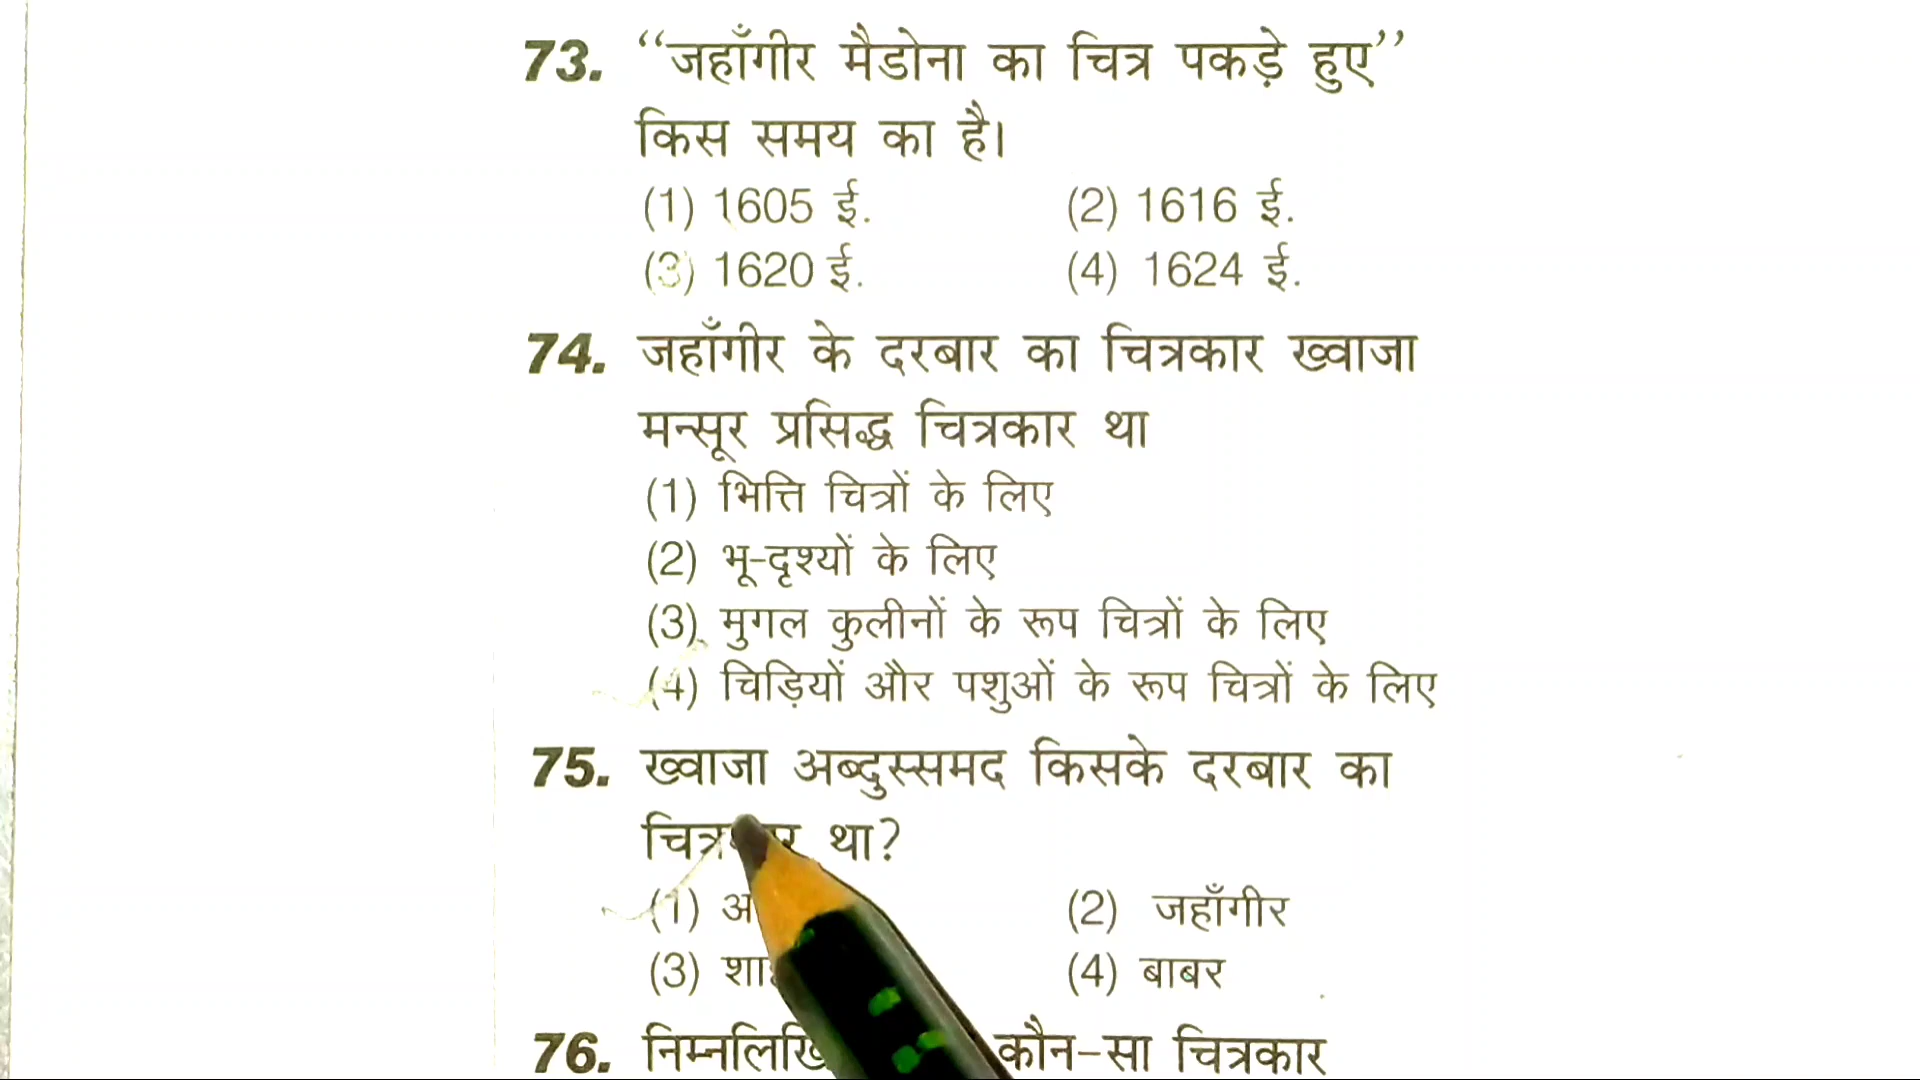 73. “जहाँगीर मैडोना का चित्र पकड़े हुए”
किस समय का है।
(1) 1605 ई. (2) 1616 ई.
(3) 1620 ई. (4) 1624 ई.
74. जहाँगीर के दरबार का चित्रकार ख्वाजा
मन्सूर प्रसिद्ध चित्रकार था
(1) भित्ति चित्रों के लिए
(2) भू-दृश्यों के लिए
(3) मुगल कुलीनों के रूप चित्रों के लिए
(4) चिड़ियों और पशुओं के रूप चित्रों के लिए
75. ख्वाजा अब्दुस्समद किसके दरबार का
था?
(1) (2) जहाँगीर
(3) (4) बाबर
76. कौन-सा चित्रकार